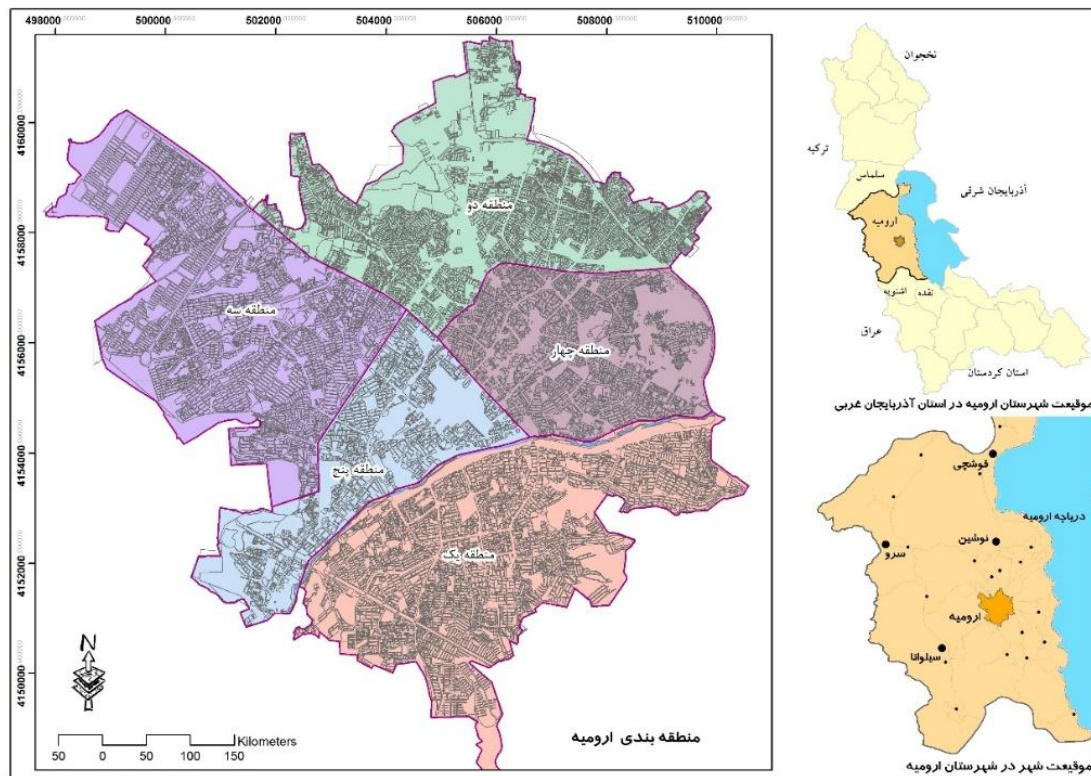 498000 500000 502000 504000 506000 508000 510000
4160000
4158000
4156000
4154000
4152000
4150000
منطقه دو
منطقه سه
منطقه چهار
منطقه پنج
منطقه یک
N
50 0 50 100 150 Kilometers
منطقه بندی ارومیه
نخجوان
ترکیه
سلماس
آذربایجان شرقی
ارومیه
نقده
اشنویه
عراق
استان کردستان
موقیعت شهرستان ارومیه در استان آذربایجان غربی
قوشچی
دریاچه ارومیه
نوشین
سرو
ارومیه
سیلوانا
موقیعت شهر در شهرستان ارومیه